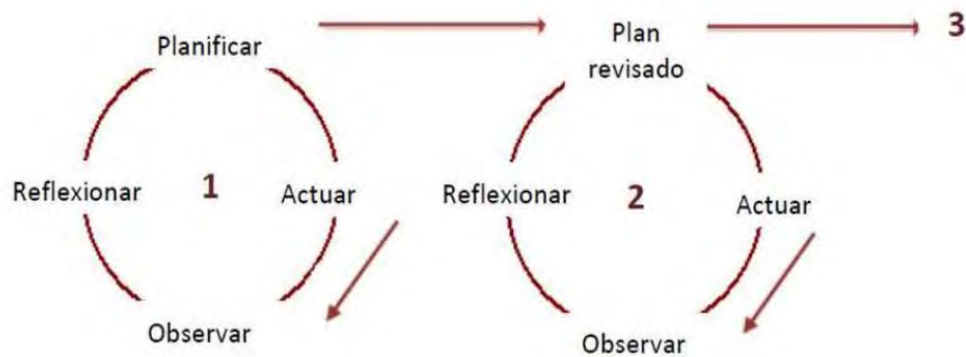 Planificar
Reflexionar
1
Actuar
Observar
Plan
revisado
Reflexionar
2
Actuar
Observar
3